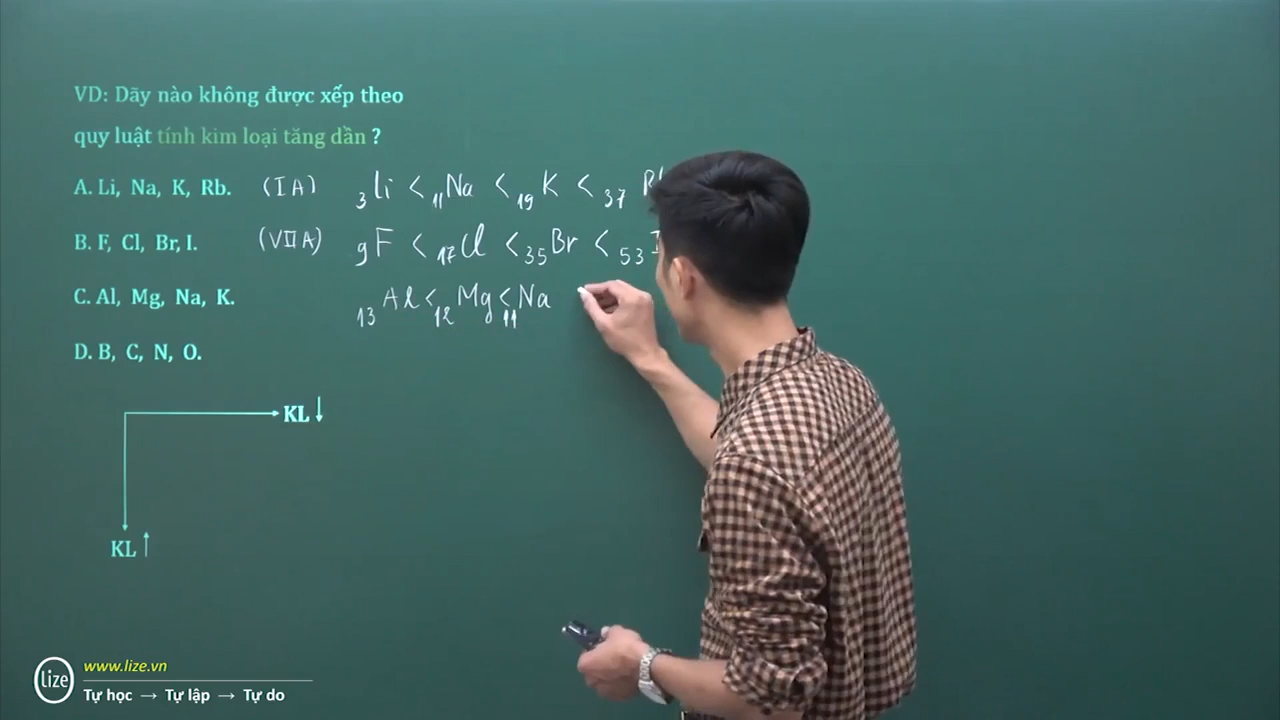 VD: Dãy nào không được xếp theo
quy luật tính kim loại tăng dần ?
A. Li, Na, K, Rb. (IA) ₃Li < ₁₁Na < ₁₉K < ₃₇
B. F, Cl, Br, I. (VIIA) ₉F < ₁₇Cl < ₃₅Br < ₅₃I
C. Al, Mg, Na, K. ₁₃Al < ₁₂Mg < ₁₁Na
D. B, C, N, O.
KL ↓
KL ↑
lize
www.lize.vn
Tự học → Tự lập → Tự do